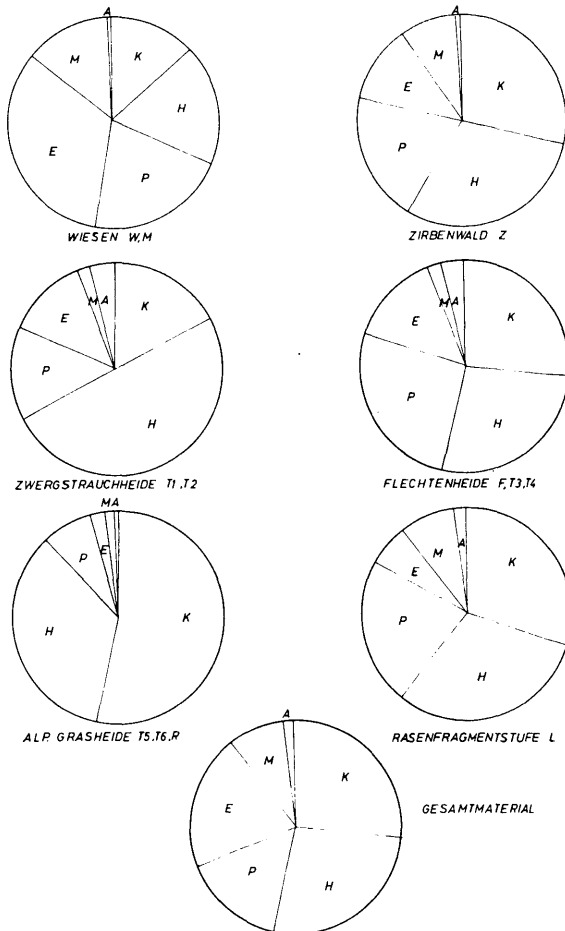 A
M K
H
E
P
WIESEN W,M
A
M
E K
P
H
ZIRBENWALD Z
M A
E K
P
H
ZWERGSTRAUCHHEIDE T1,T2
M A
E K
P
H
FLECHTENHEIDE F,T3,T4
M A
E
P
H K
ALP. GRASHEIDE T5,T6,R
A
M K
E
P
H
RASENFRAGMENTSTUFE L
A
M K
E
P
H
GESAMTMATERIAL